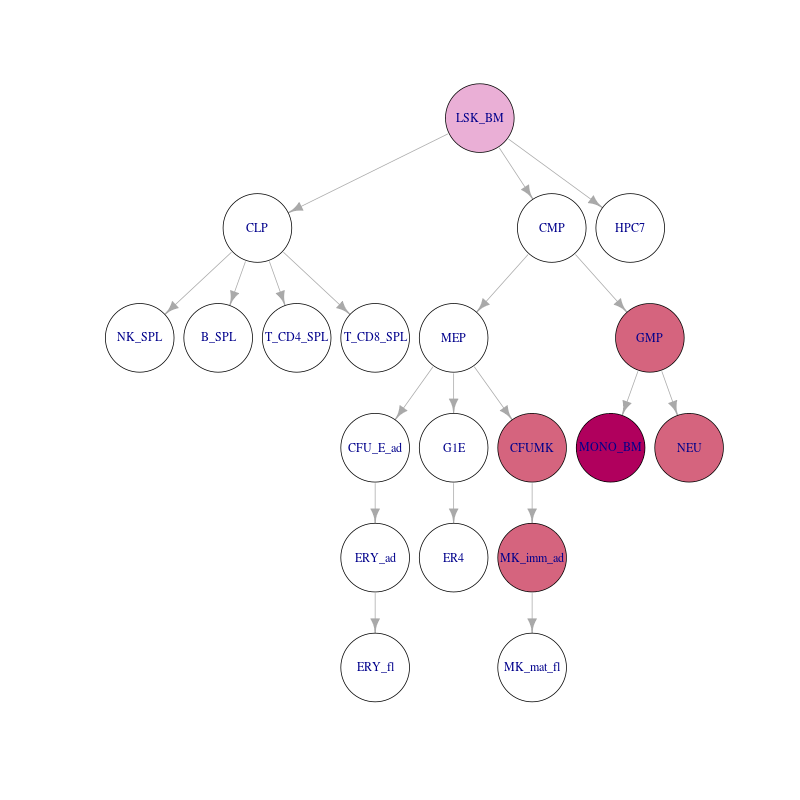 LSK_BM
CLP
CMP
HPC7
NK_SPL
B_SPL
T_CD4_SPL
T_CD8_SPL
MEP
GMP
CFU_E_ad
G1E
CFUMK
MONO_BM
NEU
ERY_ad
ER4
MK_imm_ad
ERY_fl
MK_mat_fl